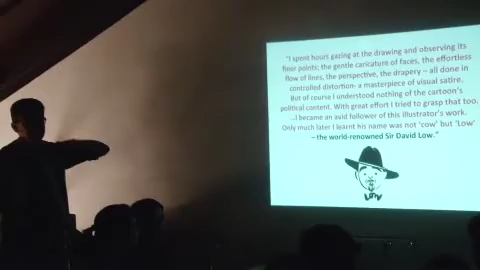 "I spent hours gazing at the drawing and observing its
finer points; the gentle caricature of faces, the effortless
flow of lines, the perspective, the drapery – all done in
controlled distortion- a masterpiece of visual satire.
But of course I understood nothing of the cartoon's
political content. With great effort I tried to grasp that too.
...I became an avid follower of this illustrator's work.
Only much later I learnt his name was not 'cow' but 'Low'
– the world-renowned Sir David Low."
LOW